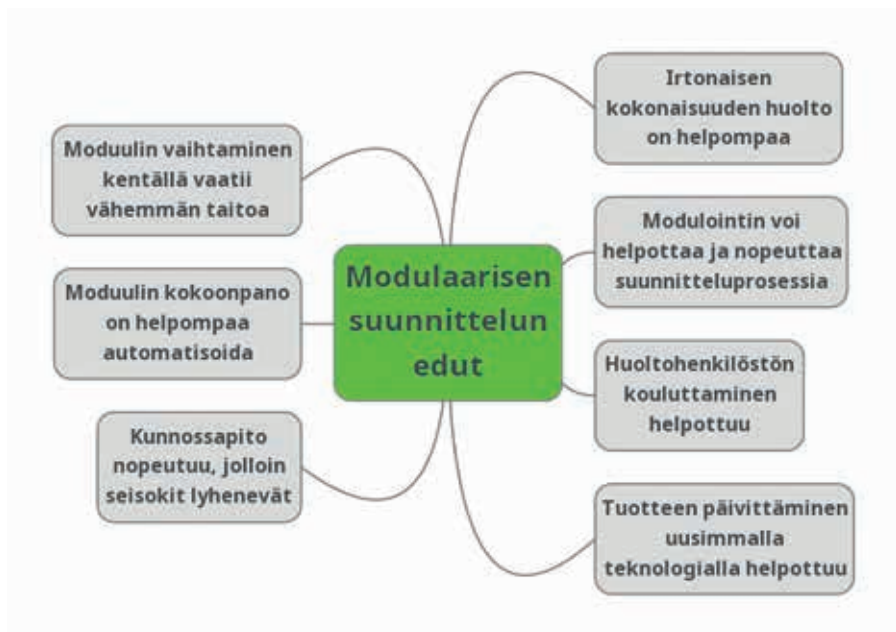 Modulaarisen
suunnittelun
edut
Moduulin vaihtaminen
kentällä vaatii
vähemmän taitoa
Moduulin kokoonpano
on helpompaa
automatisoida
Kunnossapito
nopeutuu, jolloin
seisokit lyhenevät
Irtonaisen
kokonaisuuden huolto
on helpompaa
Modulointin voi
helpottaa ja nopeuttaa
suunnitteluprosessia
Huoltohenkilöstön
kouluttaminen
helpottuu
Tuotteen päivittäminen
uusimmalla
teknologialla helpottuu